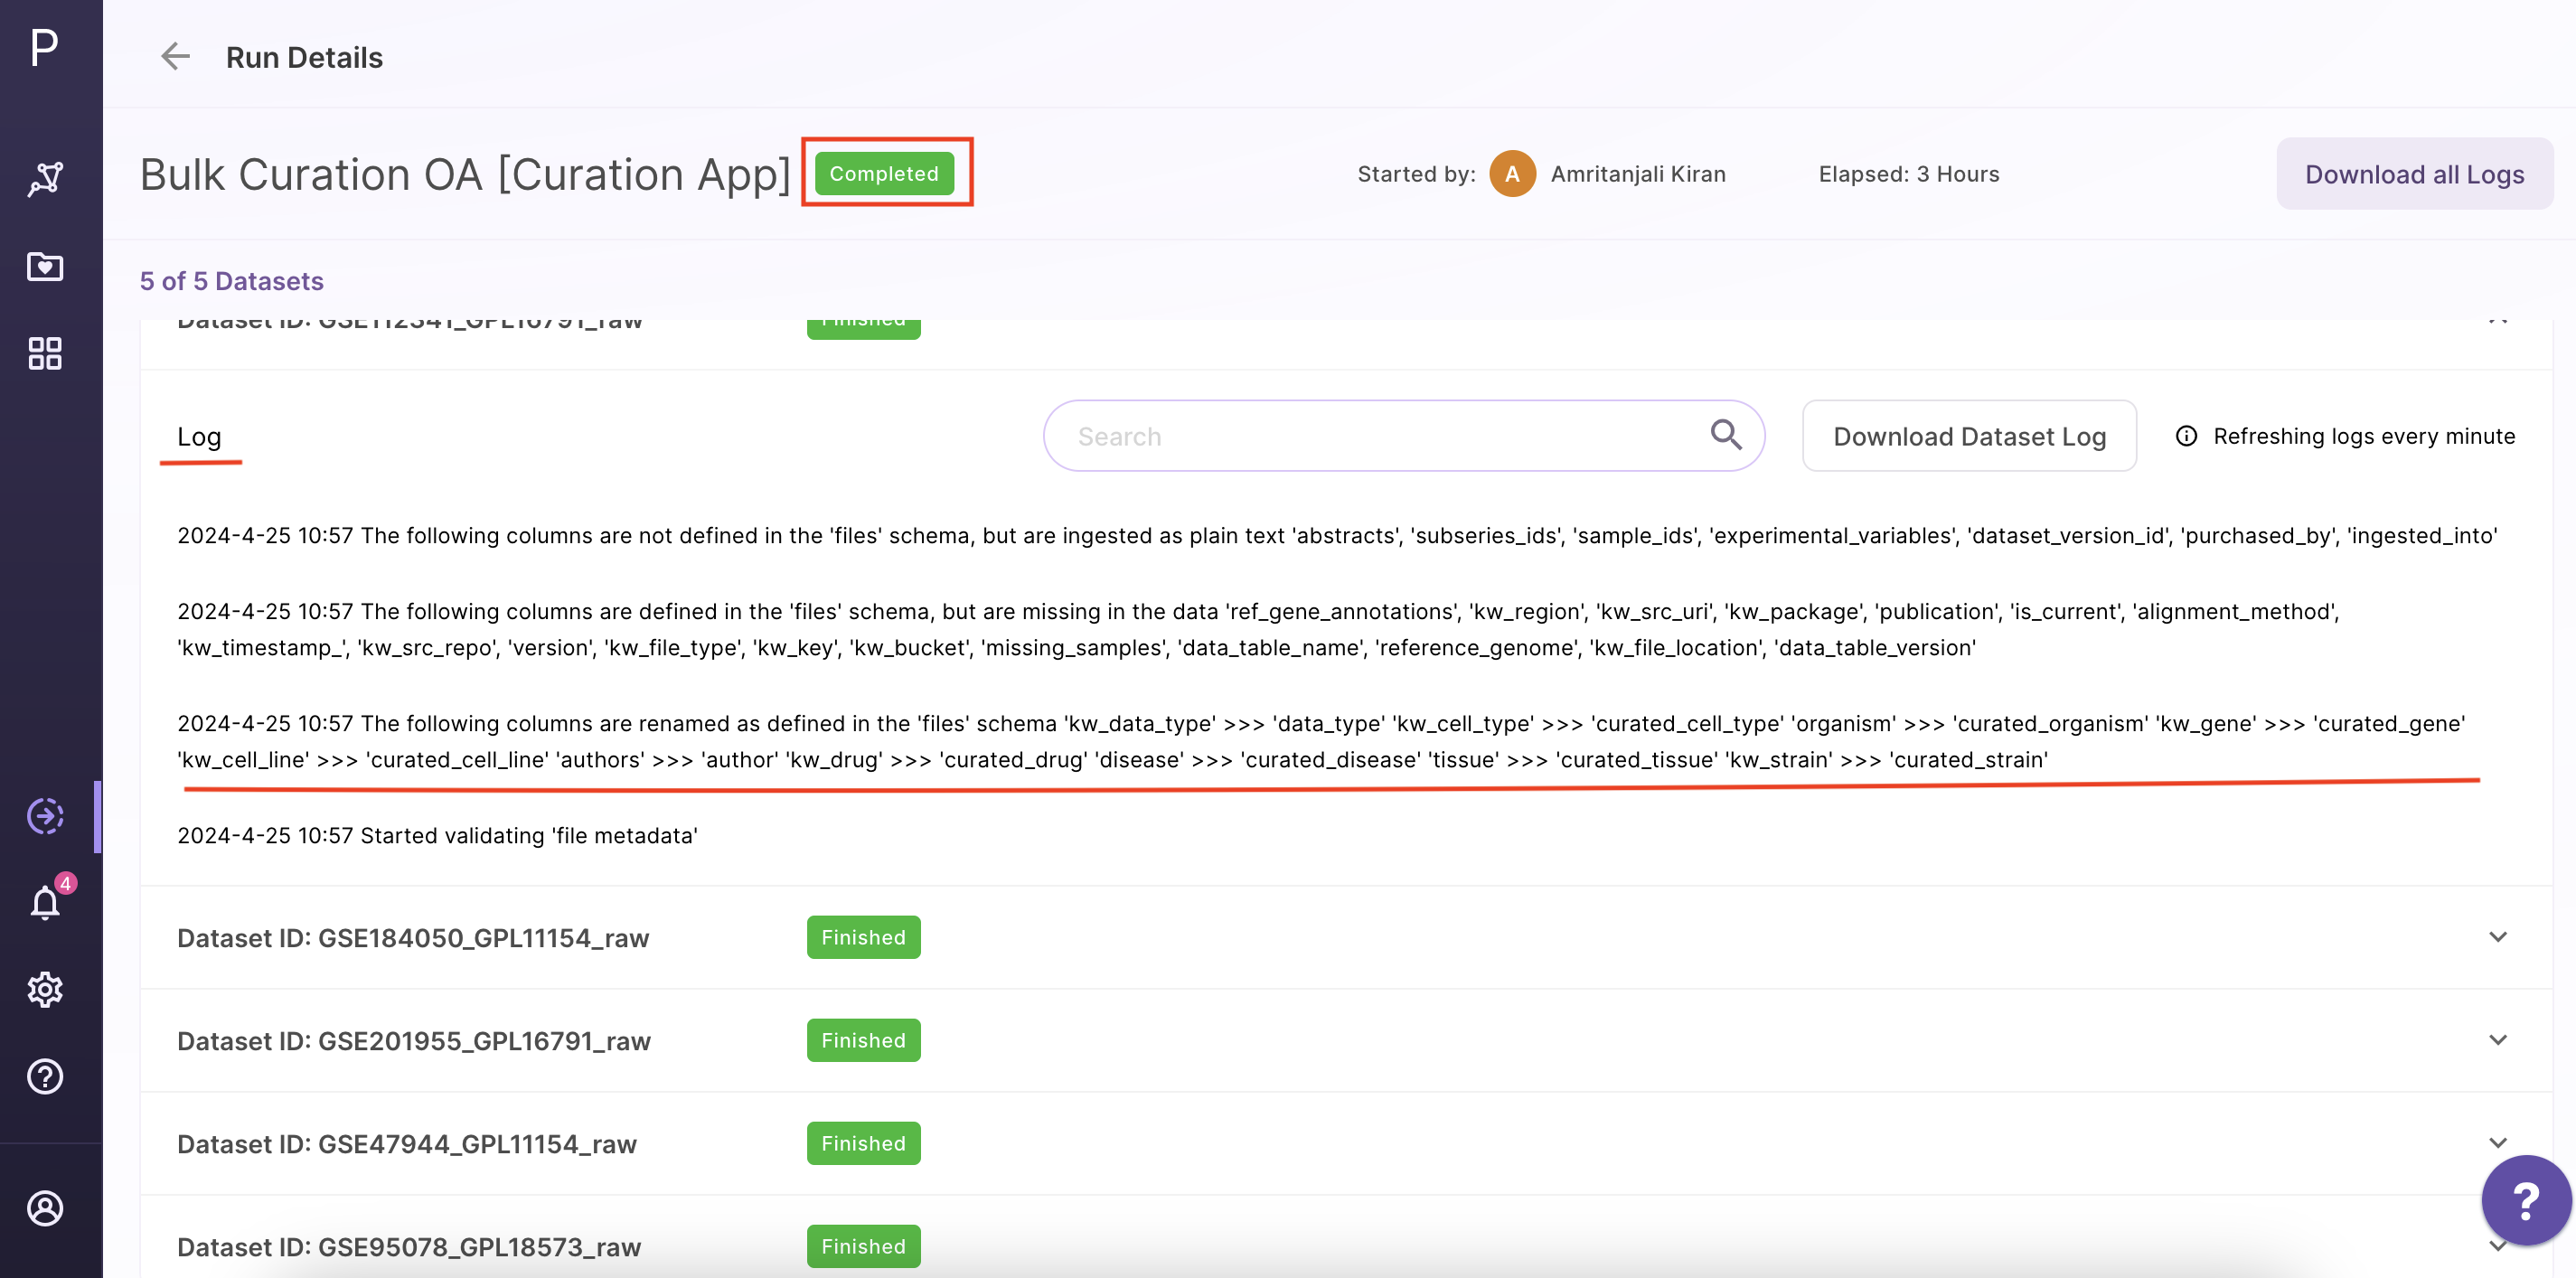 P
Run Details
Bulk Curation OA [Curation App] Completed Started by: A Amritanjali Kiran Elapsed: 3 Hours Download all Logs
5 of 5 Datasets
Dataset ID: GSE112341_GPL16791_raw Finished
Log Search Download Dataset Log Refreshing logs every minute
2024-4-25 10:57 The following columns are not defined in the 'files' schema, but are ingested as plain text 'abstracts', 'subseries_ids', 'sample_ids', 'experimental_variables', 'dataset_version_id', 'purchased_by', 'ingested_into'
2024-4-25 10:57 The following columns are defined in the 'files' schema, but are missing in the data 'ref_gene_annotations', 'kw_region', 'kw_src_uri', 'kw_package', 'publication', 'is_current', 'alignment_method',
'kw_timestamp_', 'kw_src_repo', 'version', 'kw_file_type', 'kw_key', 'kw_bucket', 'missing_samples', 'data_table_name', 'reference_genome', 'kw_file_location', 'data_table_version'
2024-4-25 10:57 The following columns are renamed as defined in the 'files' schema 'kw_data_type' >>> 'data_type' 'kw_cell_type' >>> 'curated_cell_type' 'organism' >>> 'curated_organism' 'kw_gene' >>> 'curated_gene'
'kw_cell_line' >>> 'curated_cell_line' 'authors' >>> 'author' 'kw_drug' >>> 'curated_drug' 'disease' >>> 'curated_disease' 'tissue' >>> 'curated_tissue' 'kw_strain' >>> 'curated_strain'
2024-4-25 10:57 Started validating 'file metadata'
4
Dataset ID: GSE184050_GPL11154_raw Finished
Dataset ID: GSE201955_GPL16791_raw Finished
Dataset ID: GSE47944_GPL11154_raw Finished
?
Dataset ID: GSE95078_GPL18573_raw Finished